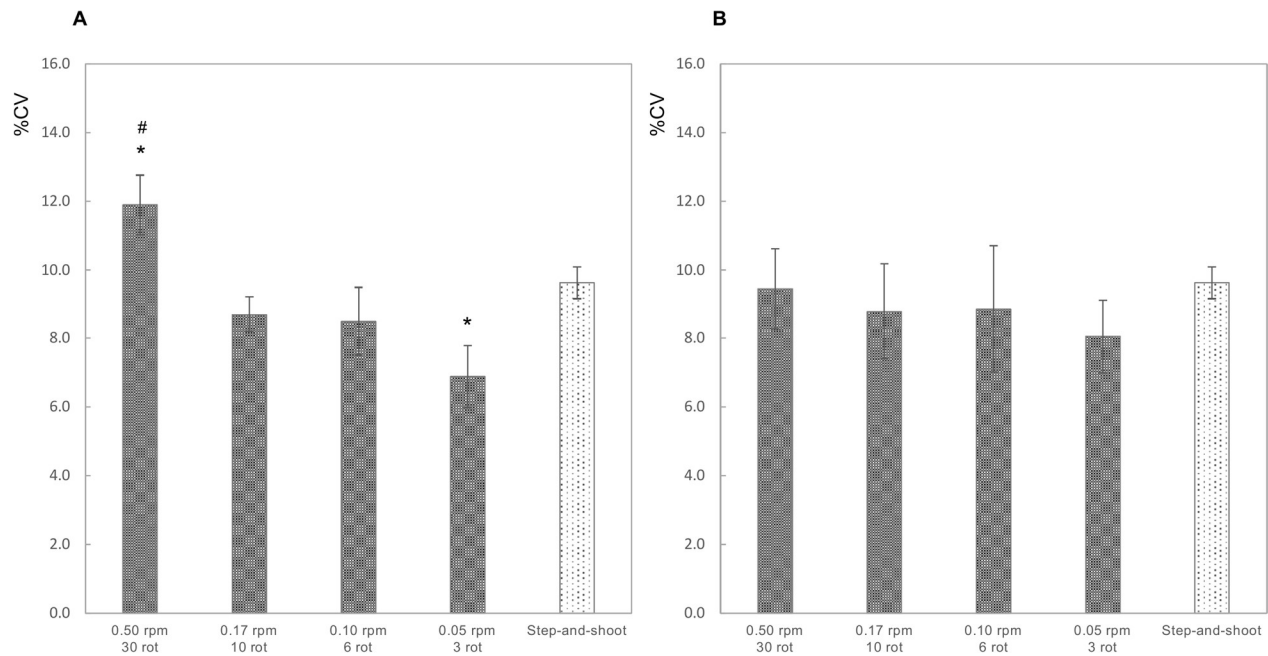 A
%CV
16.0
14.0
12.0
10.0
8.0
6.0
4.0
2.0
0.0
#
*
*
0.50 rpm
30 rot
0.17 rpm
10 rot
0.10 rpm
6 rot
0.05 rpm
3 rot
Step-and-shoot
B
%CV
16.0
14.0
12.0
10.0
8.0
6.0
4.0
2.0
0.0
0.50 rpm
30 rot
0.17 rpm
10 rot
0.10 rpm
6 rot
0.05 rpm
3 rot
Step-and-shoot